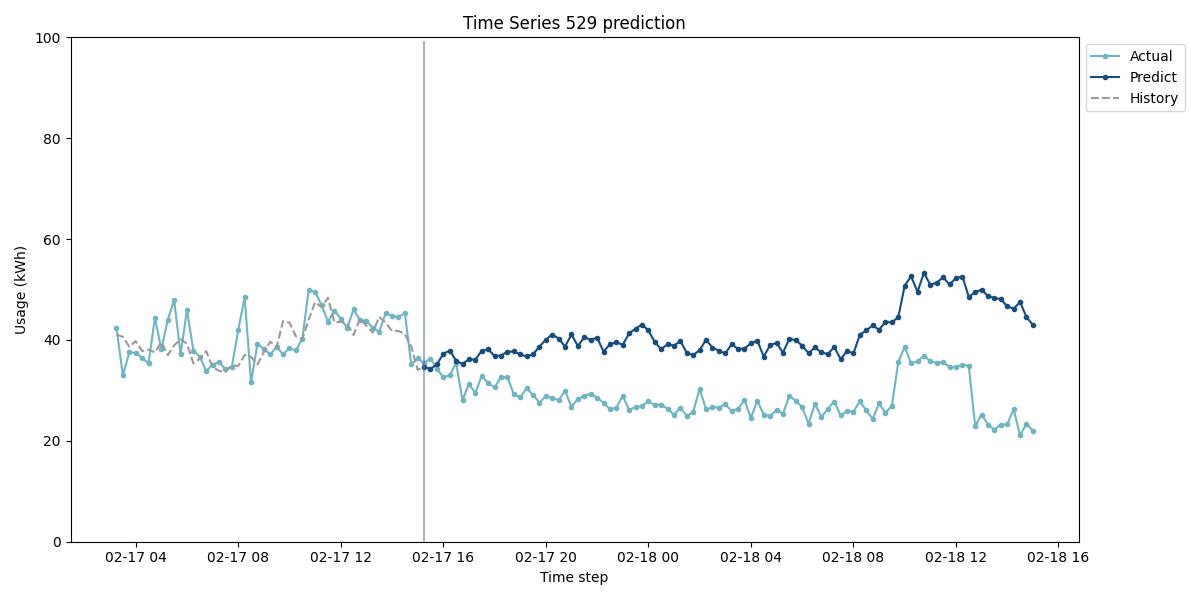 Time Series 529 prediction
100
80
60
40
20
0
Usage (kWh)
02-17 04 02-17 08 02-17 12 02-17 16 02-17 20 02-18 00 02-18 04 02-18 08 02-18 12 02-18 16
Time step
Actual
Predict
History